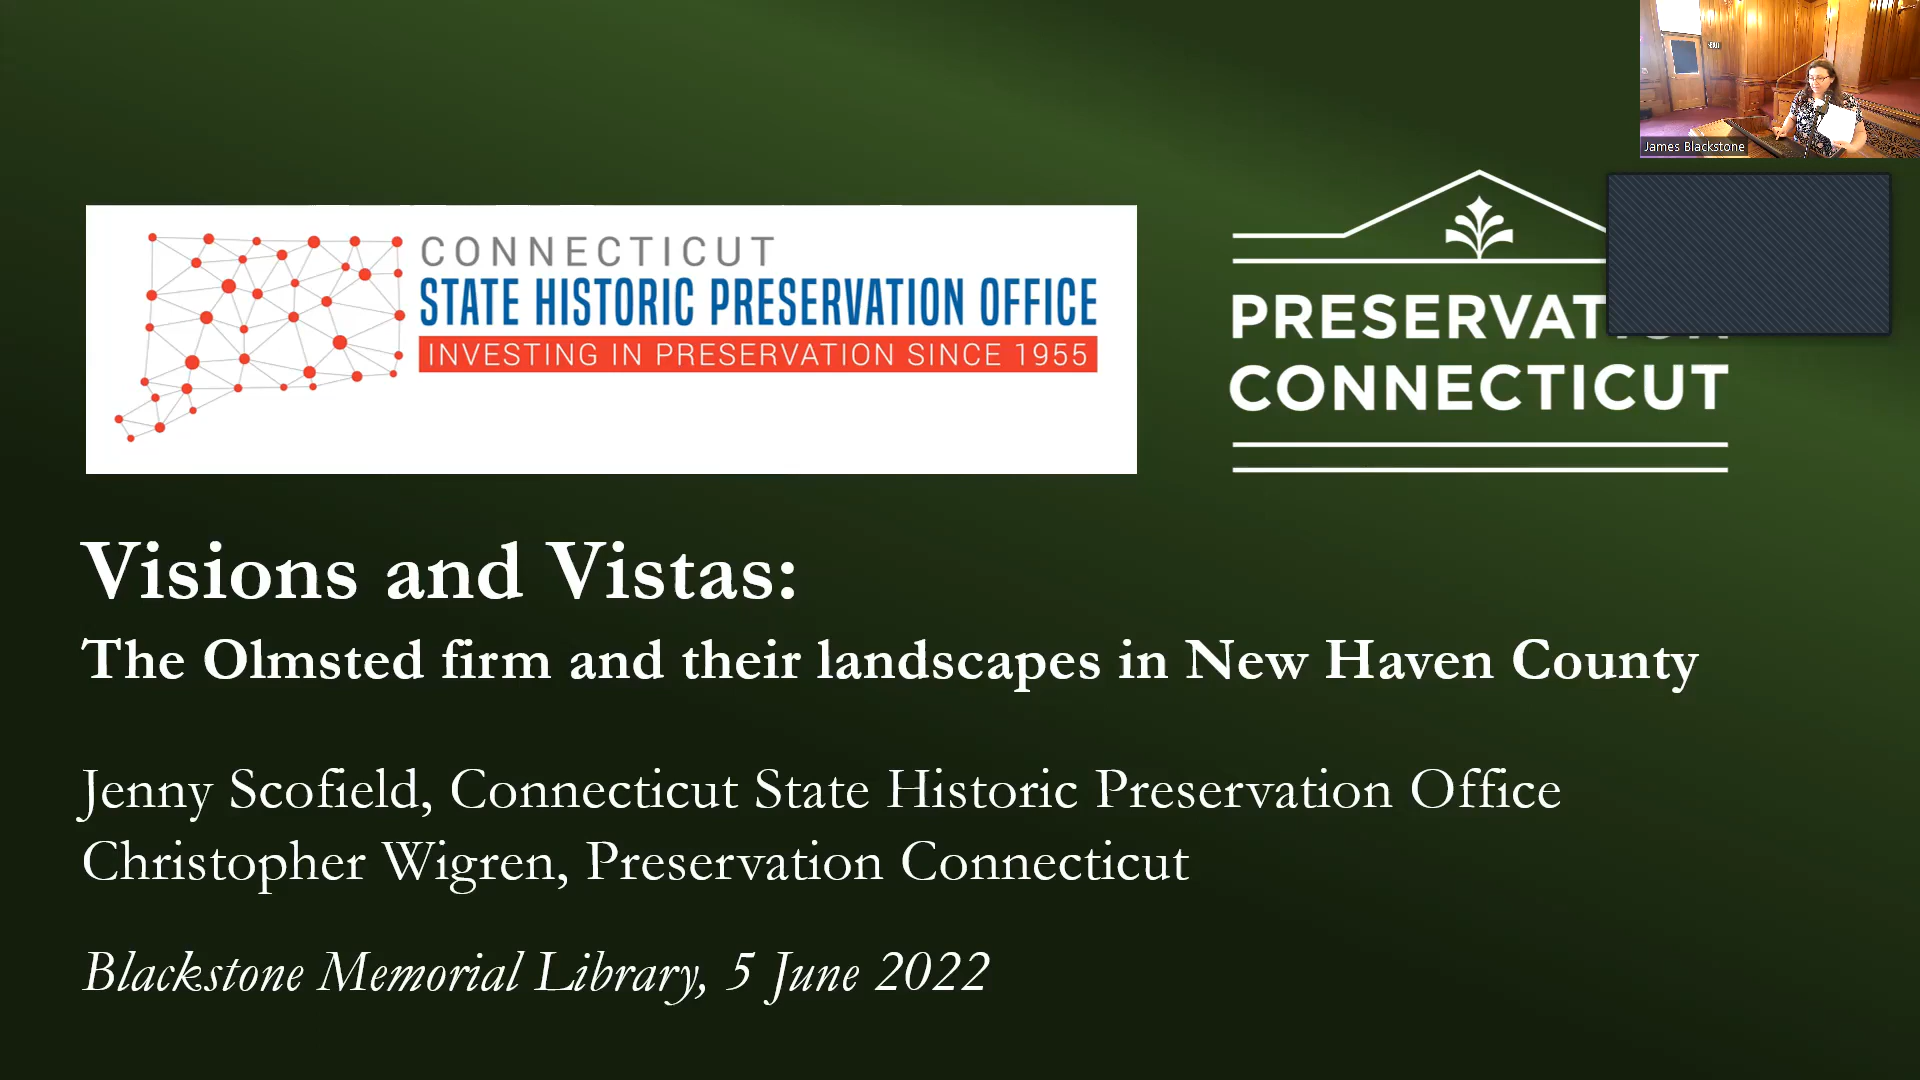 James Blackstone
CONNECTICUT
STATE HISTORIC PRESERVATION OFFICE
INVESTING IN PRESERVATION SINCE 1955
PRESERVATION
CONNECTICUT
Visions and Vistas:
The Olmsted firm and their landscapes in New Haven County
Jenny Scofield, Connecticut State Historic Preservation Office
Christopher Wigren, Preservation Connecticut
Blackstone Memorial Library, 5 June 2022